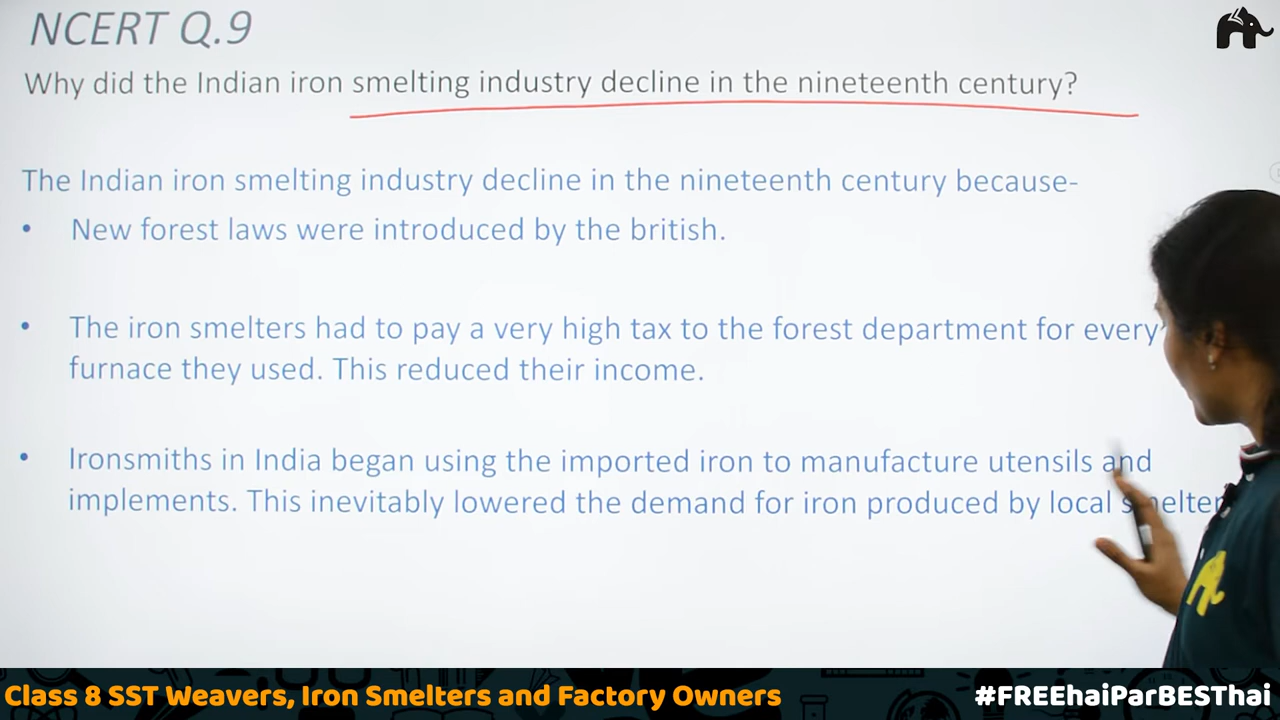 NCERT Q.9
Why did the Indian iron smelting industry decline in the nineteenth century?
The Indian iron smelting industry decline in the nineteenth century because-
• New forest laws were introduced by the british.
• The iron smelters had to pay a very high tax to the forest department for every
furnace they used. This reduced their income.
• Ironsmiths in India began using the imported iron to manufacture utensils and
implements. This inevitably lowered the demand for iron produced by local
Class 8 SST Weavers, Iron Smelters and Factory Owners
#FREEhaiParBESThai